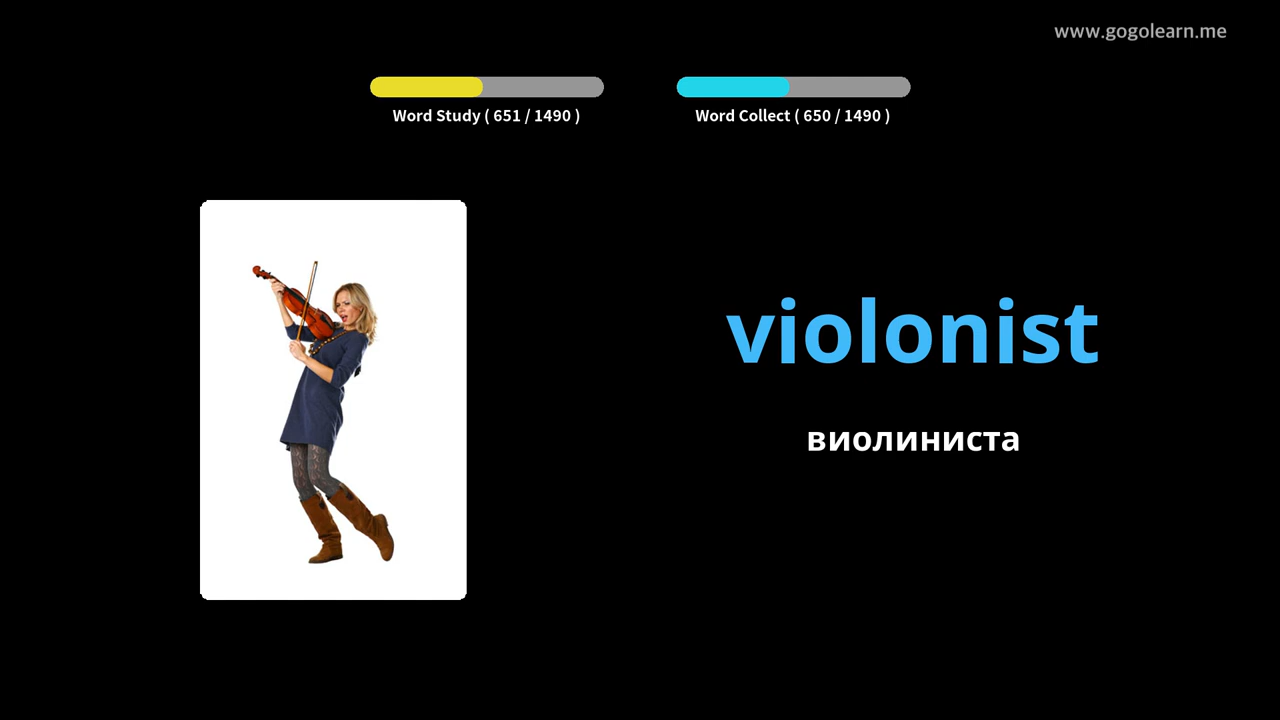 www.gogolearn.me
Word Study ( 651 / 1490 )
Word Collect ( 650 / 1490 )
violonist
виолиниста